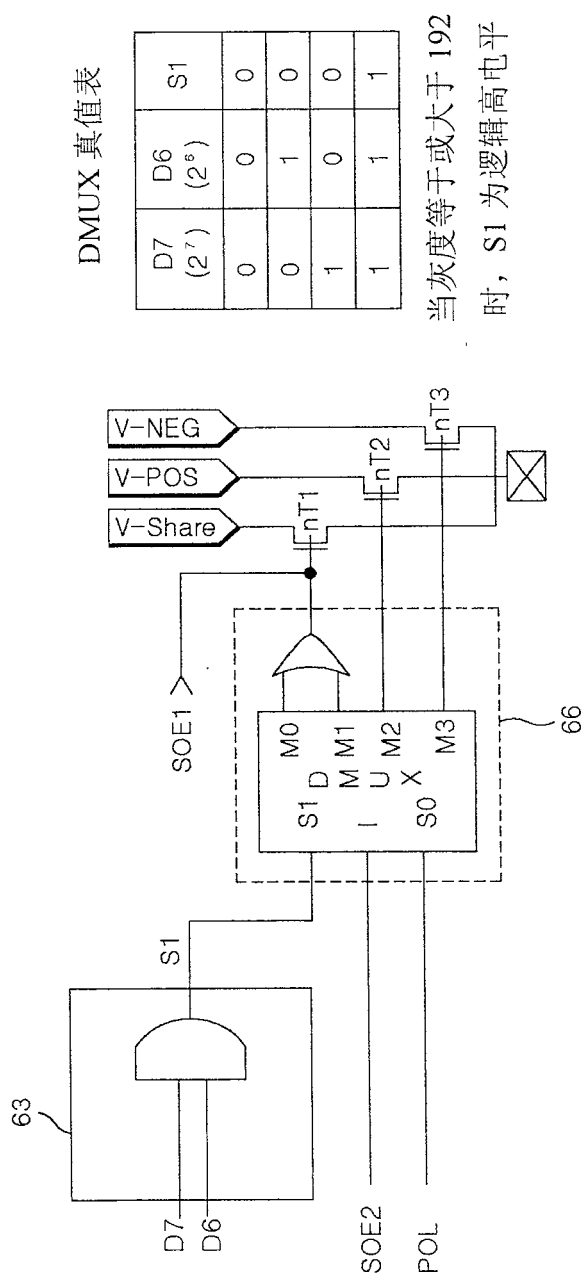 DMUX 真值表
D7
(2⁷)
D6
(2⁶)
S1
0 0 0
0 1 0
1 0 0
1 1 1
当灰度等于或大于 192
时，S1 为逻辑高电平
V-NEG
V-POS
V-Share
nT1
nT2
nT3
SOE1
M0
M1
M2
M3
S1
I
S0
D
M
U
X
66
S1
63
D7
D6
SOE2
POL